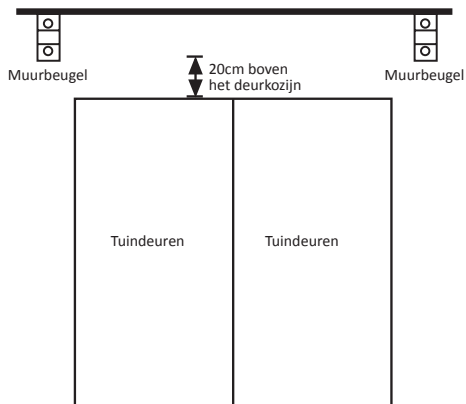 Muurbeugel
20cm boven
het deurkozijn
Muurbeugel
Tuindeuren
Tuindeuren